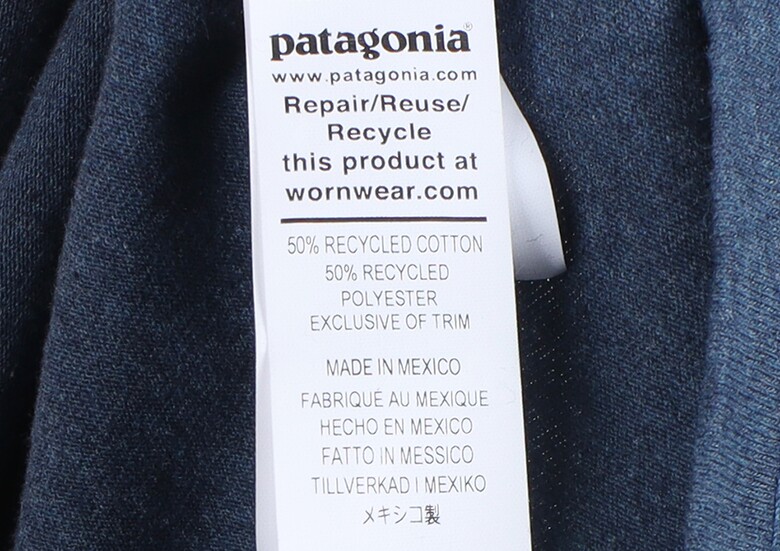 patagonia®
www.patagonia.com
Repair/Reuse/
Recycle
this product at
wornwear.com
50% RECYCLED COTTON
50% RECYCLED
POLYESTER
EXCLUSIVE OF TRIM
MADE IN MEXICO
FABRIQUÉ AU MEXIQUE
HECHO EN MEXICO
FATTO IN MESSICO
TILLVERKAD I MEXIKO
メキシコ製